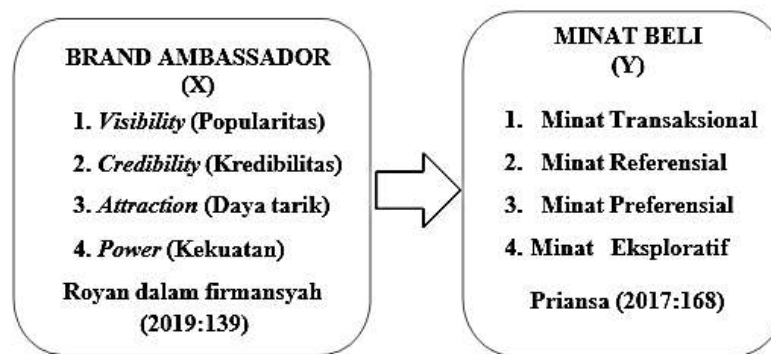 BRAND AMBASSADOR
(X)
1. Visibility (Popularitas)
2. Credibility (Kredibilitas)
3. Attraction (Daya tarik)
4. Power (Kekuatan)
Royan dalam firmansyah
(2019:139)
MINAT BELI
(Y)
1. Minat Transaksional
2. Minat Referensial
3. Minat Preferensial
4. Minat Eksploratif
Priansa (2017:168)